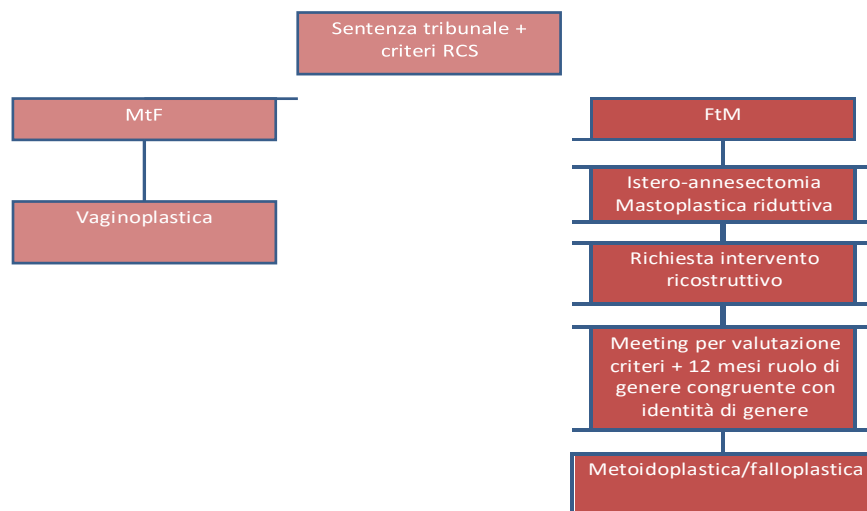 Sentenza tribunale +
criteri RCS
MtF
FtM
Vaginoplastica
Istero-annesectomia
Mastoplastica riduttiva
Richiesta intervento
ricostruttivo
Meeting per valutazione
criteri + 12 mesi ruolo di
genere congruente con
identità di genere
Metoidoplastica/falloplastica